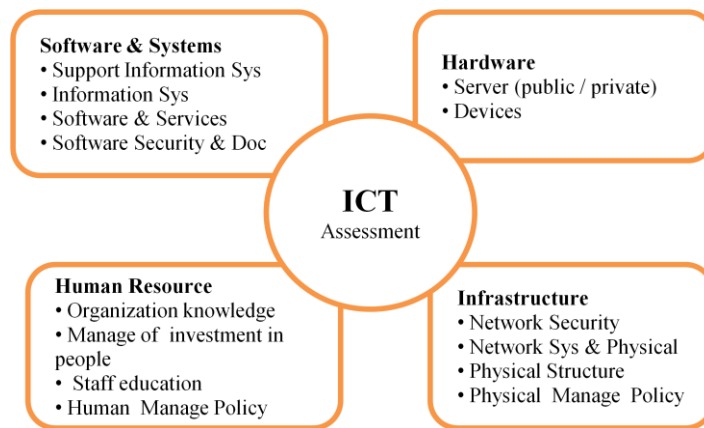 Software & Systems
• Support Information Sys
• Information Sys
• Software & Services
• Software Security & Doc
Hardware
• Server (public / private)
• Devices
ICT
Assessment
Human Resource
• Organization knowledge
• Manage of investment in
people
• Staff education
• Human Manage Policy
Infrastructure
• Network Security
• Network Sys & Physical
• Physical Structure
• Physical Manage Policy